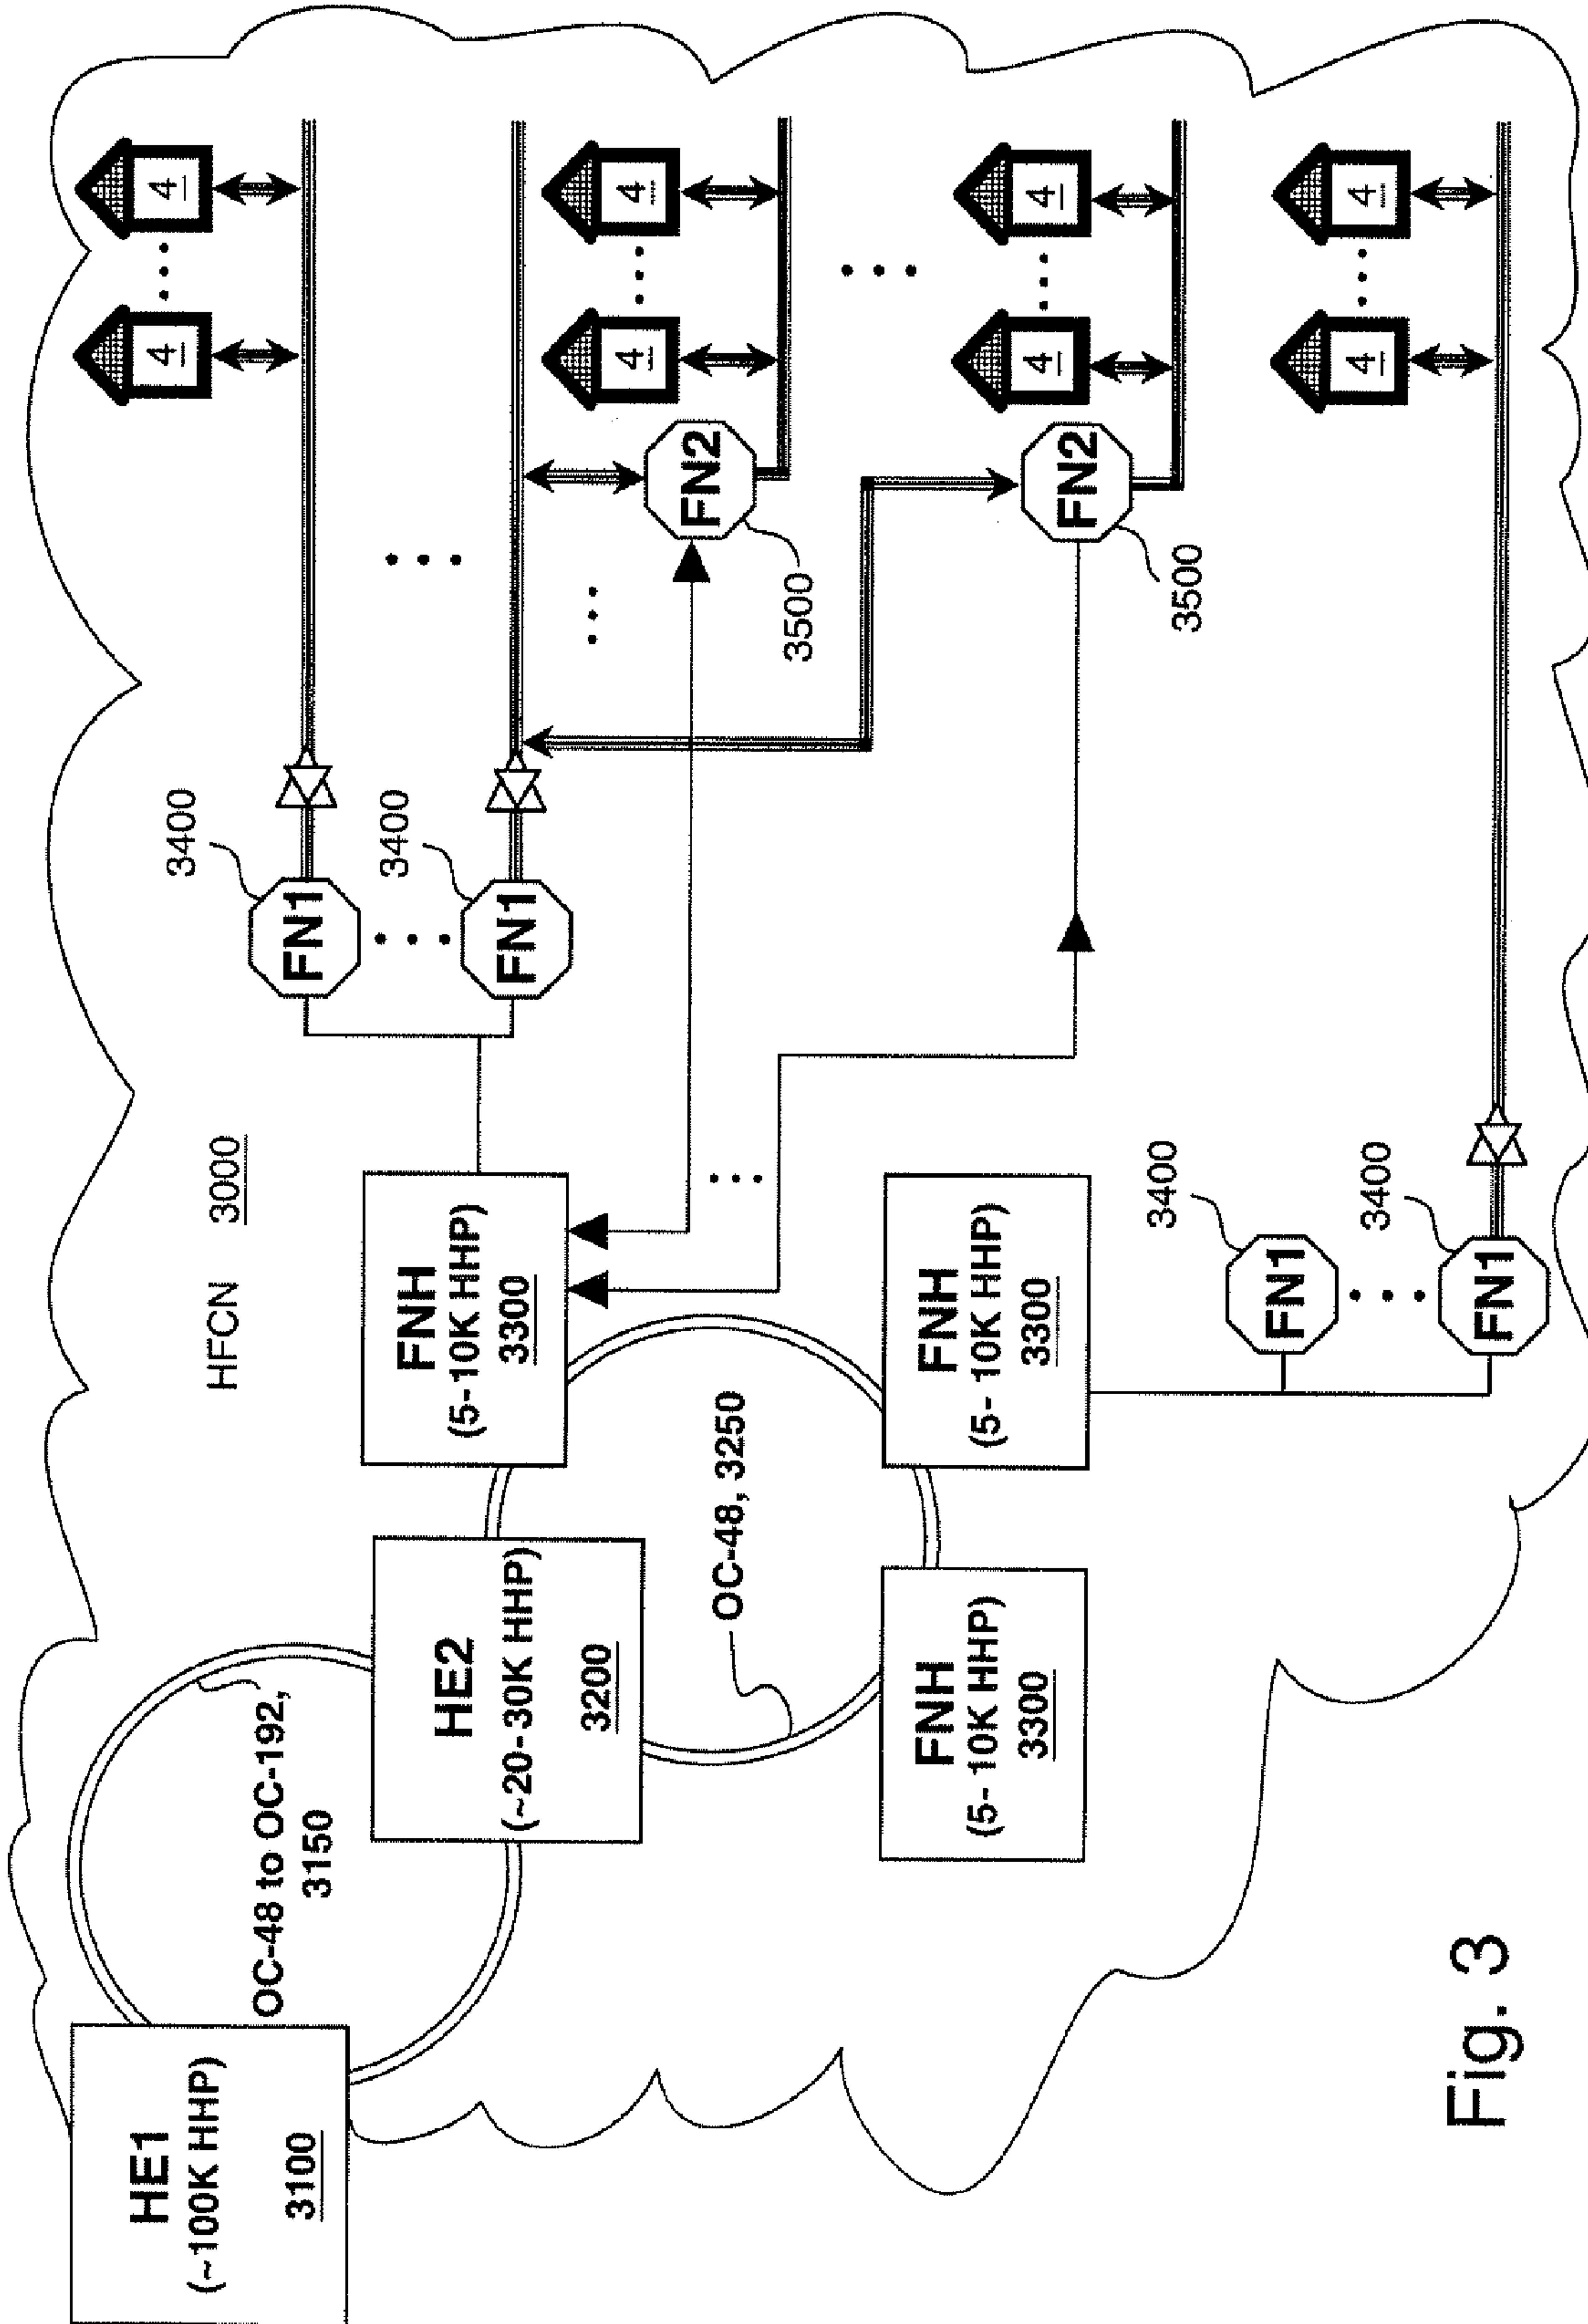 HE1
(~100K HHP)
3100
OC-48 to OC-192,
3150
HFCN 3000
HE2
(~20-30K HHP)
3200
FNH
(5-10K HHP)
3300
OC-48, 3250
FNH
(5-10K HHP)
3300
FNH
(5-10K HHP)
3300
3400
FN1
3400
FN1
4
4
FN2
3500
4
4
FN2
3500
4
4
3400
FN1
3400
FN1
4
4
Fig. 3